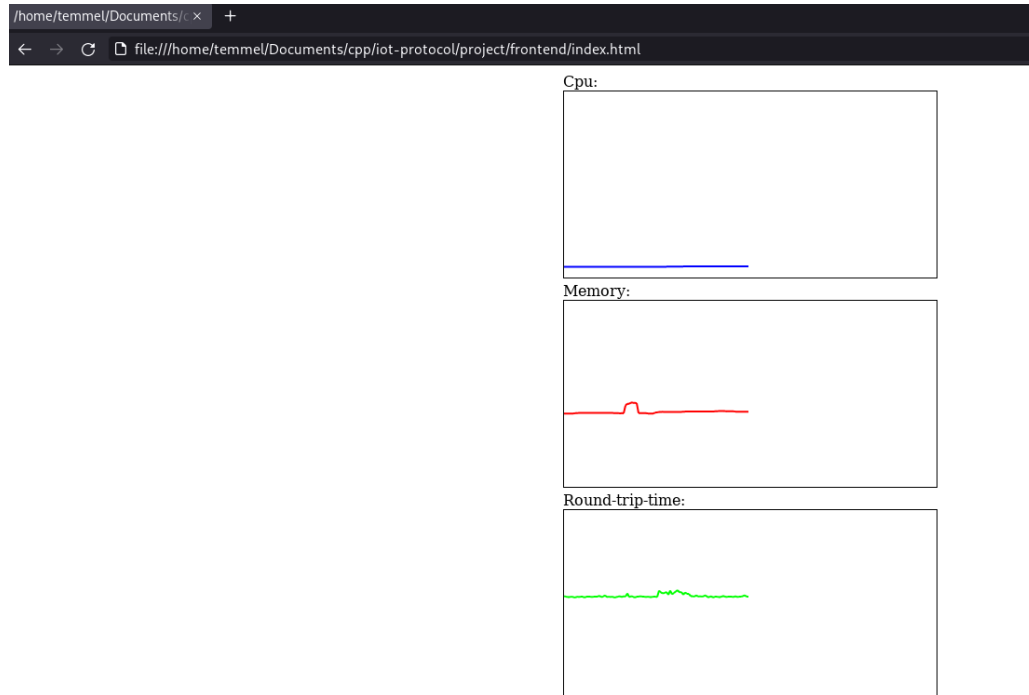 /home/temmel/Documents/c
file:///home/temmel/Documents/cpp/iot-protocol/project/frontend/index.html
Cpu:
Memory:
Round-trip-time: